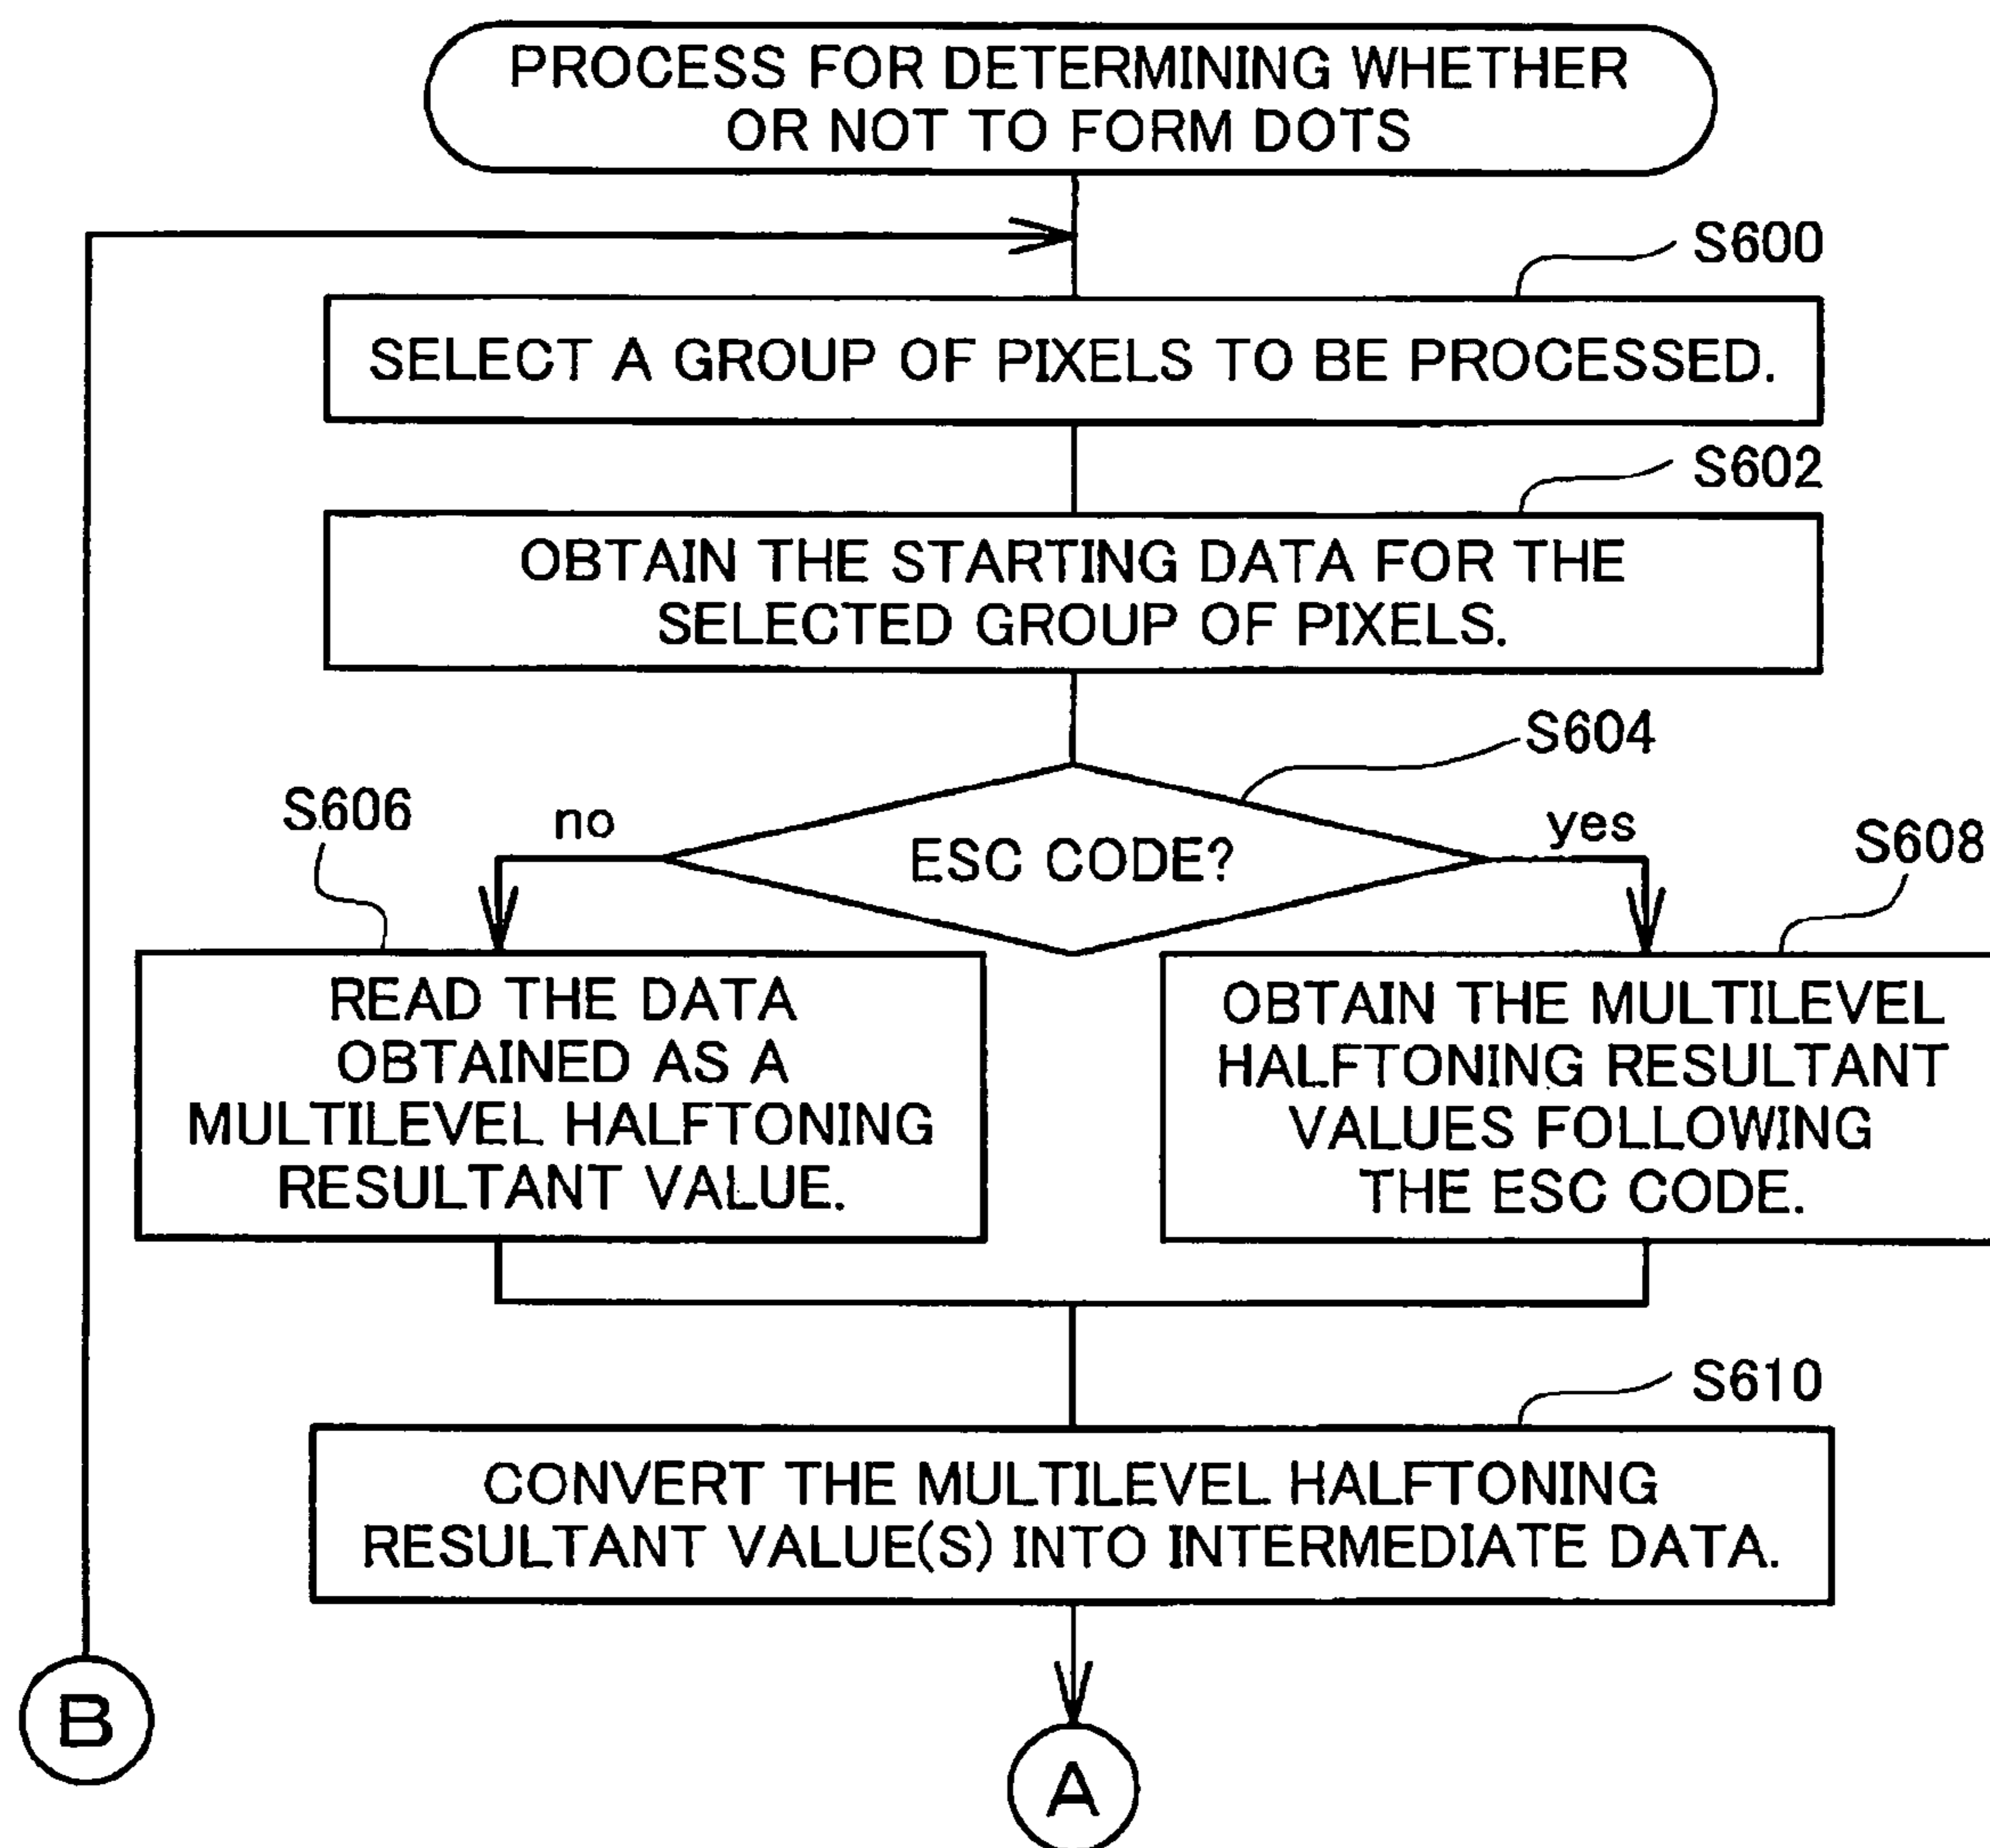 PROCESS FOR DETERMINING WHETHER
OR NOT TO FORM DOTS
S600
SELECT A GROUP OF PIXELS TO BE PROCESSED.
S602
OBTAIN THE STARTING DATA FOR THE
SELECTED GROUP OF PIXELS.
S604
ESC CODE?
no
yes
S606
READ THE DATA
OBTAINED AS A
MULTILEVEL HALFTONING
RESULTANT VALUE.
S608
OBTAIN THE MULTILEVEL
HALFTONING RESULTANT
VALUES FOLLOWING
THE ESC CODE.
S610
CONVERT THE MULTILEVEL HALFTONING
RESULTANT VALUE(S) INTO INTERMEDIATE DATA.
B
A